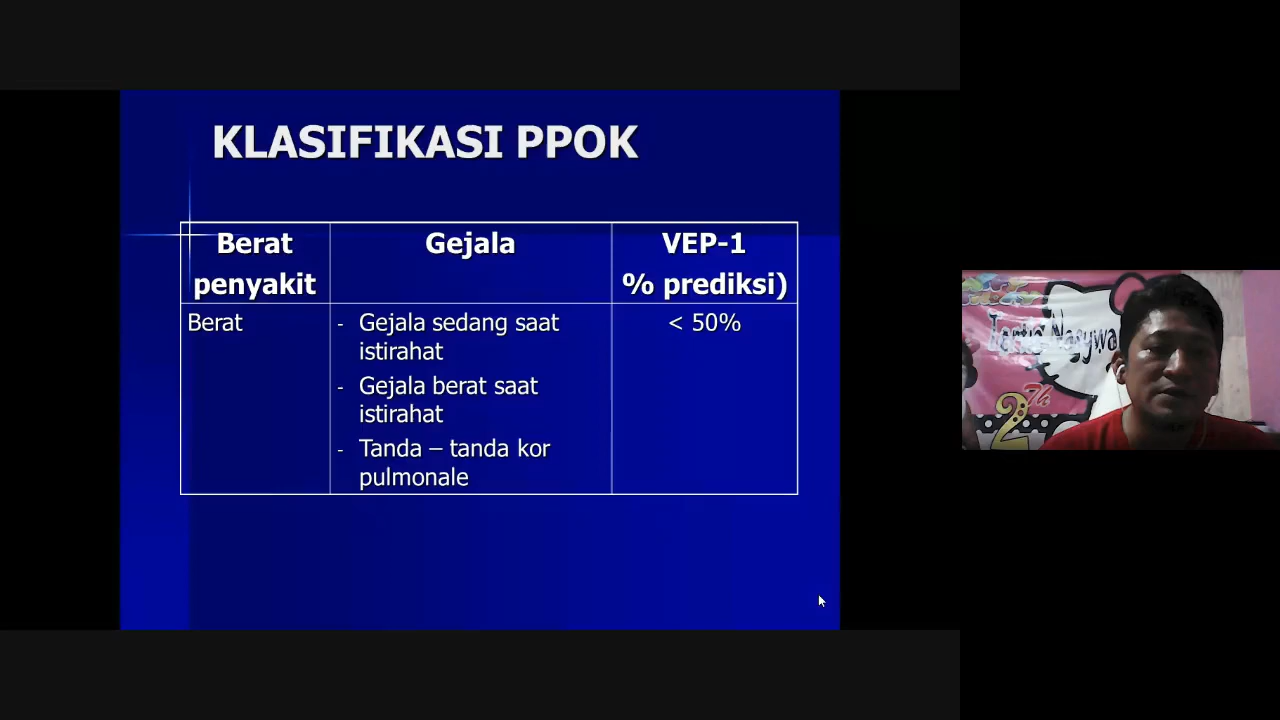 KLASIFIKASI PPOK
Berat
penyakit
Gejala
VEP-1
% prediksi)
Berat
- Gejala sedang saat
istirahat
- Gejala berat saat
istirahat
- Tanda – tanda kor
pulmonale
< 50%
2Th